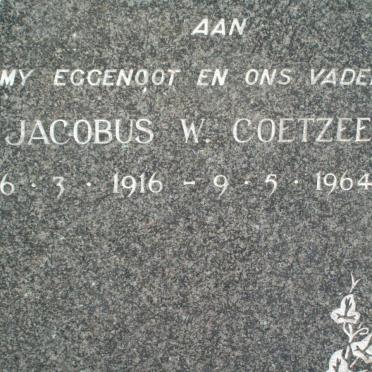 AAN
MY EGGENOOT EN ONS VADE
JACOBUS W. COETZEE
6 · 3 · 1916 – 9 · 5 · 1964